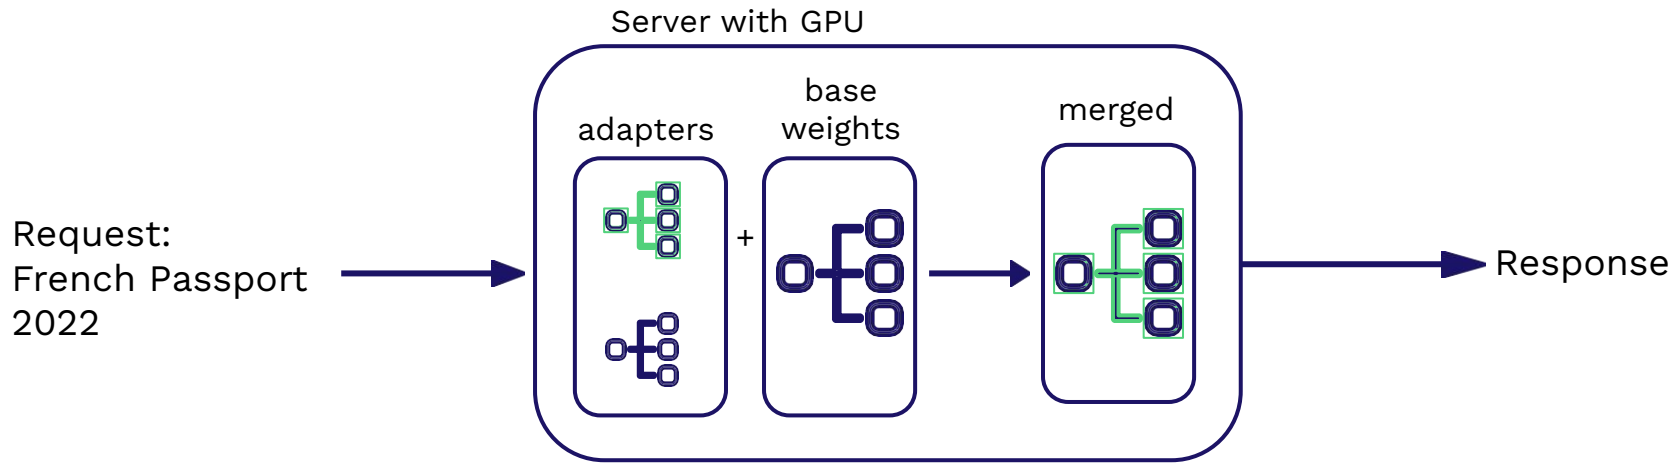 Server with GPU
adapters
base
weights
merged
+
Request:
French Passport
2022
Response